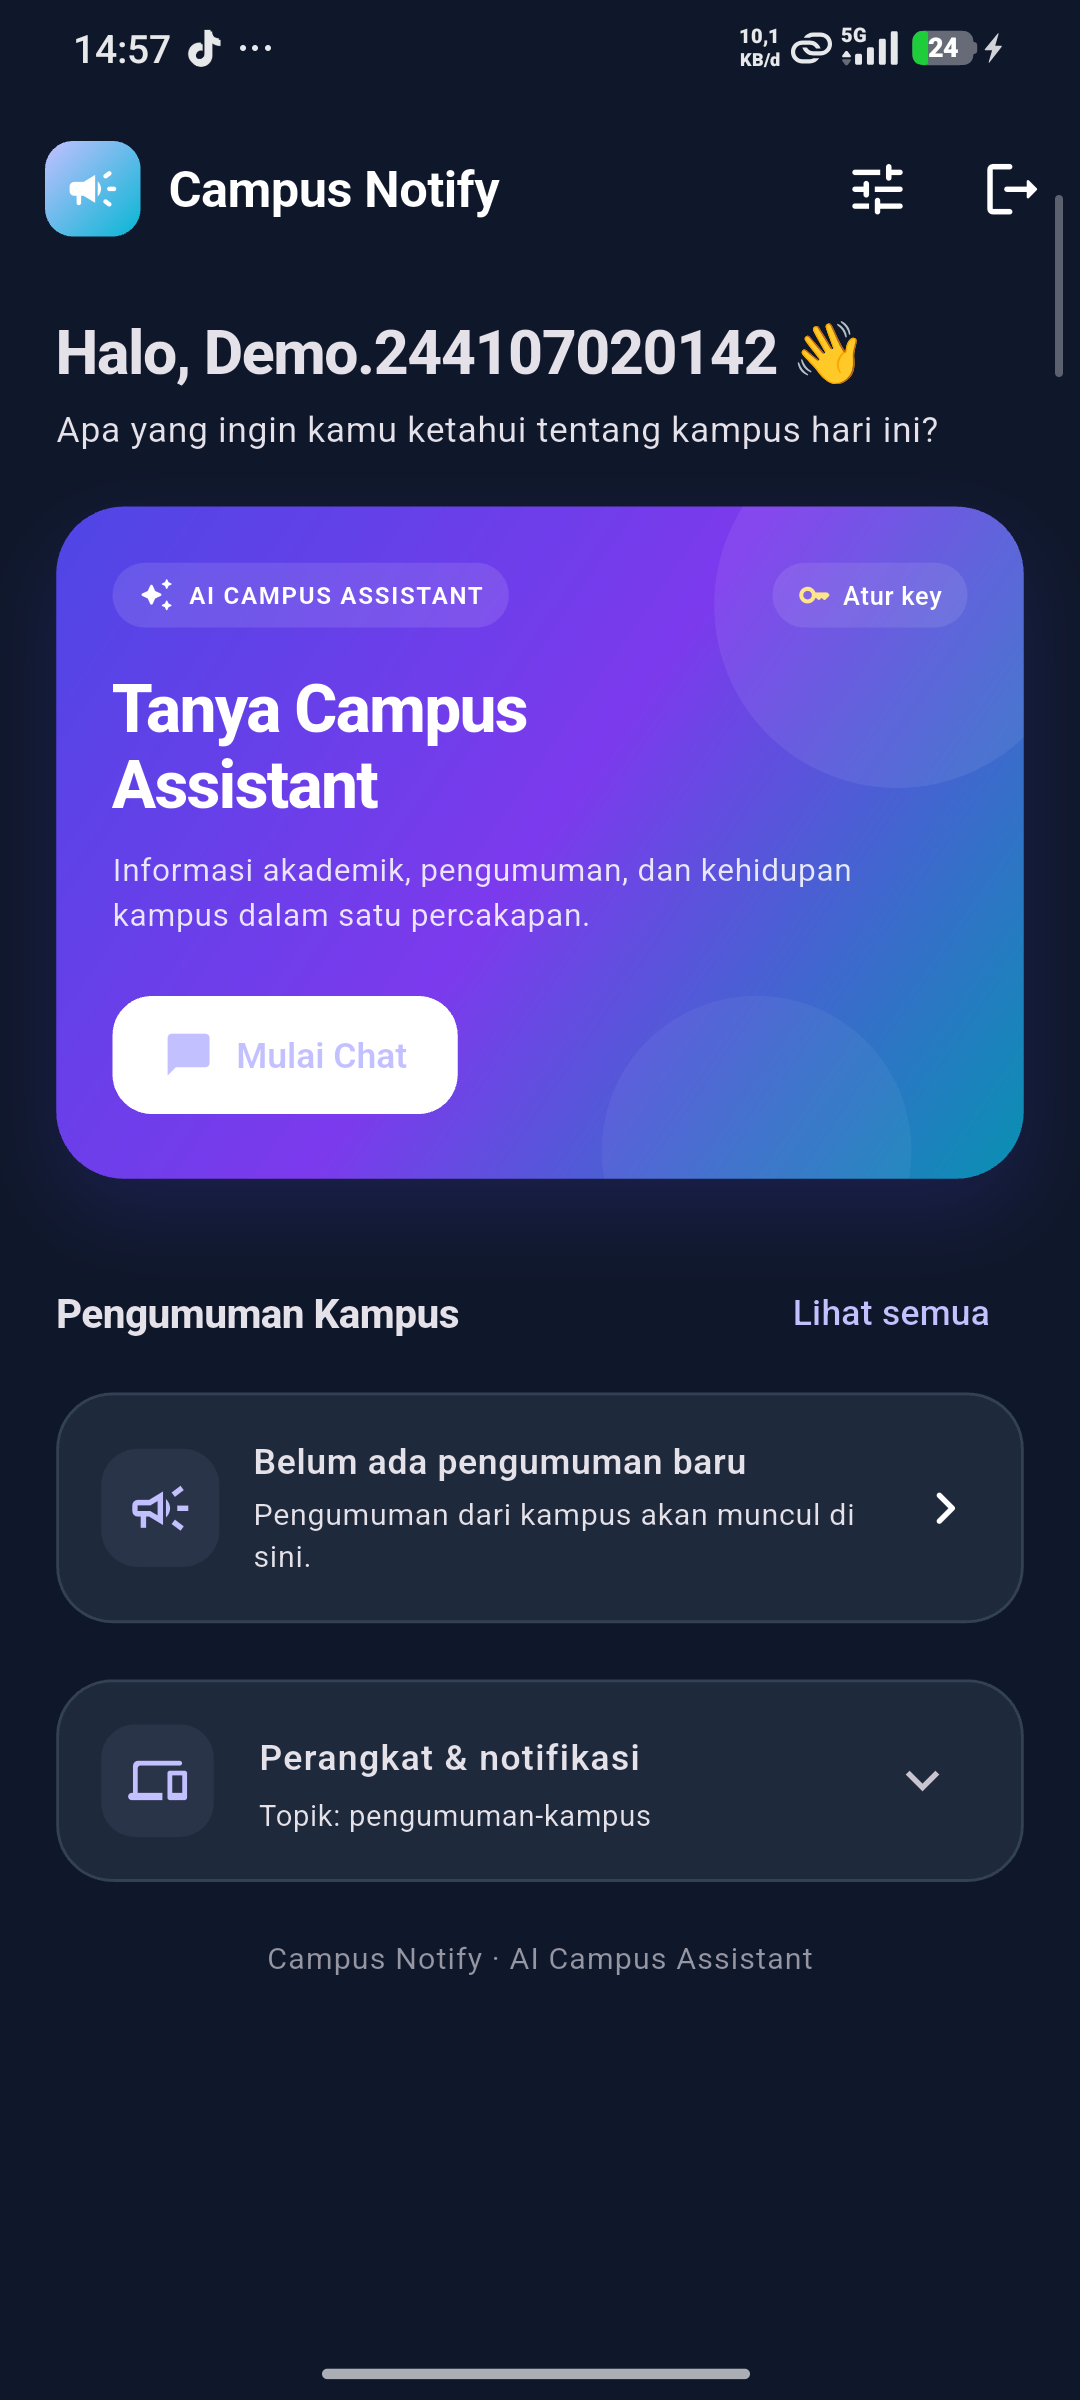 14:57
10,1
KB/d
5G
24
Campus Notify
Halo, Demo.244107020142 👋
Apa yang ingin kamu ketahui tentang kampus hari ini?
AI CAMPUS ASSISTANT
Atur key
Tanya Campus
Assistant
Informasi akademik, pengumuman, dan kehidupan
kampus dalam satu percakapan.
Mulai Chat
Pengumuman Kampus
Lihat semua
Belum ada pengumuman baru
Pengumuman dari kampus akan muncul di
sini.
Perangkat & notifikasi
Topik: pengumuman-kampus
Campus Notify · AI Campus Assistant